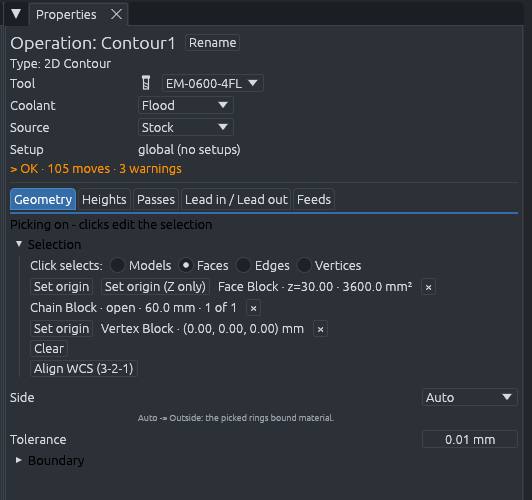 Properties
Operation: Contour1 Rename
Type: 2D Contour
Tool EM-0600-4FL
Coolant Flood
Source Stock
Setup global (no setups)
> OK · 105 moves · 3 warnings
Geometry Heights Passes Lead in / Lead out Feeds
Picking on - clicks edit the selection
Selection
Click selects: Models Faces Edges Vertices
Set origin Set origin (Z only) Face Block · z=30.00 · 3600.0 mm² ×
Chain Block · open · 60.0 mm · 1 of 1 ×
Set origin Vertex Block · (0.00, 0.00, 0.00) mm ×
Clear
Align WCS (3-2-1)
Side Auto
Auto -> Outside: the picked rings bound material.
Tolerance 0.01 mm
Boundary